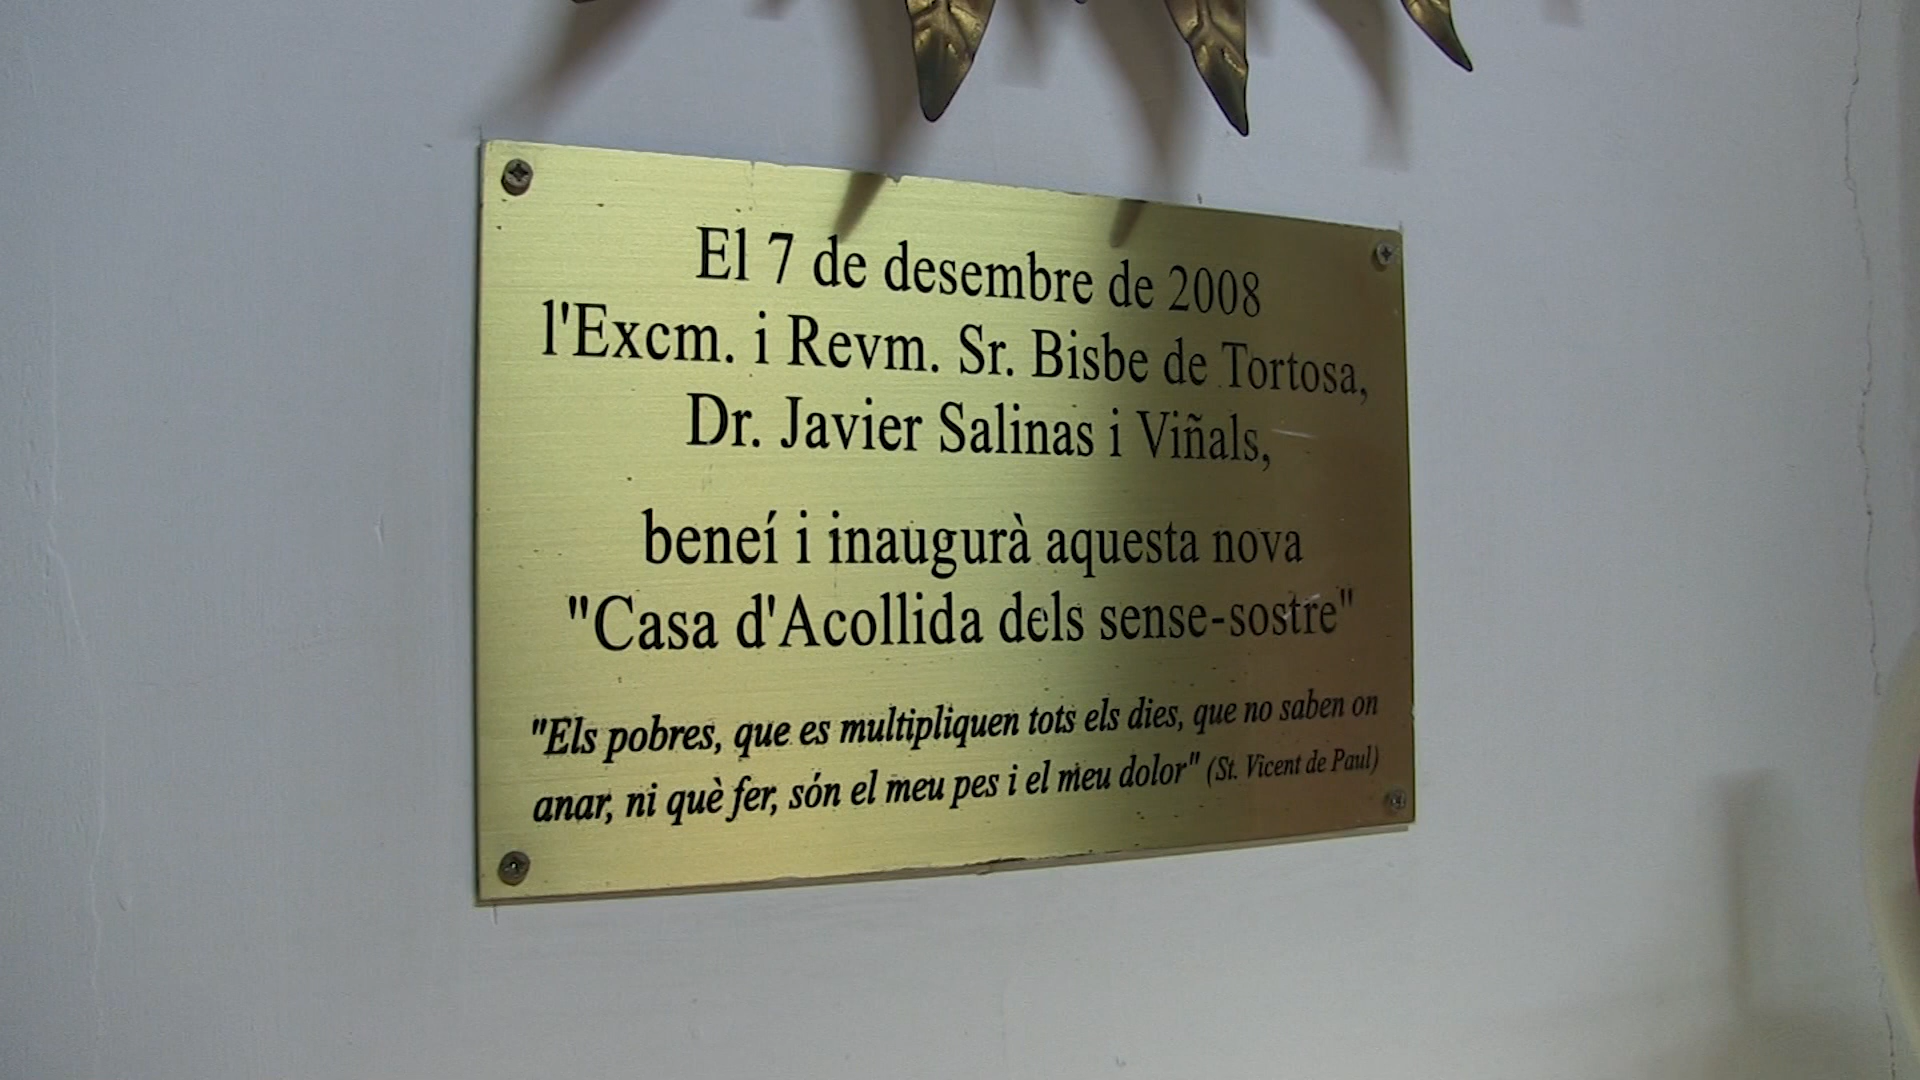 El 7 de desembre de 2008
l'Excm. i Revm. Sr. Bisbe de Tortosa,
Dr. Javier Salinas i Viñals,
beneí i inaugurà aquesta nova
"Casa d'Acollida dels sense-sostre"
"Els pobres, que es multipliquen tots els dies, que no saben on
anar, ni què fer, són el meu pes i el meu dolor" (St. Vicent de Paul)